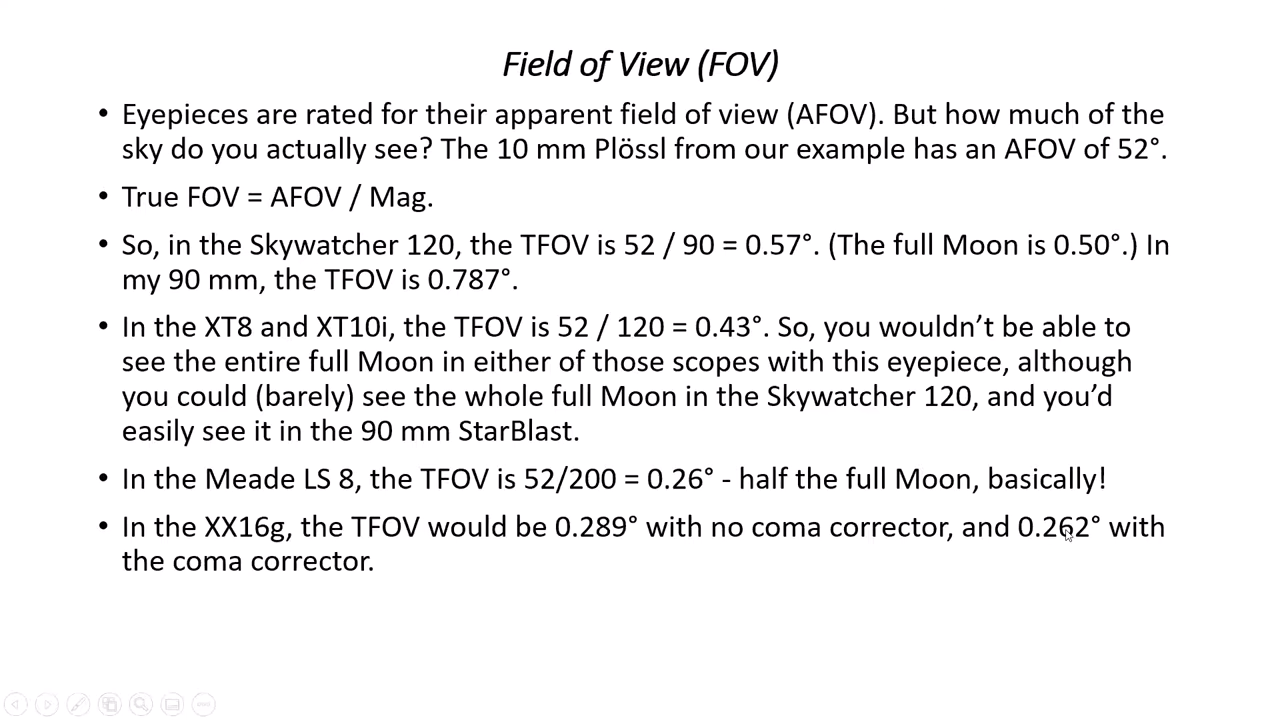 Field of View (FOV)
• Eyepieces are rated for their apparent field of view (AFOV). But how much of the
sky do you actually see? The 10 mm Plössl from our example has an AFOV of 52°.
• True FOV = AFOV / Mag.
• So, in the Skywatcher 120, the TFOV is 52 / 90 = 0.57°. (The full Moon is 0.50°.) In
my 90 mm, the TFOV is 0.787°.
• In the XT8 and XT10i, the TFOV is 52 / 120 = 0.43°. So, you wouldn’t be able to
see the entire full Moon in either of those scopes with this eyepiece, although
you could (barely) see the whole full Moon in the Skywatcher 120, and you’d
easily see it in the 90 mm StarBlast.
• In the Meade LS 8, the TFOV is 52/200 = 0.26° - half the full Moon, basically!
• In the XX16g, the TFOV would be 0.289° with no coma corrector, and 0.262° with
the coma corrector.